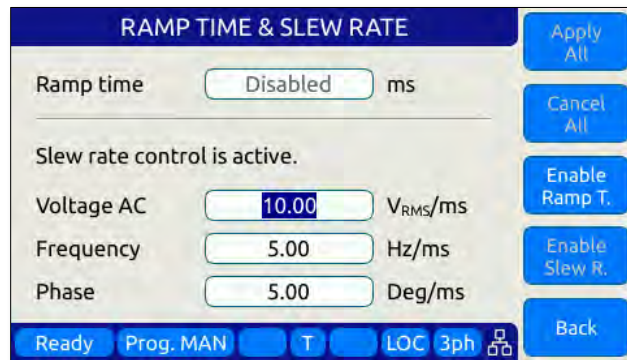 RAMP TIME & SLEW RATE
Ramp time Disabled ms
Slew rate control is active.
Voltage AC 10.00 VRMS/ms
Frequency 5.00 Hz/ms
Phase 5.00 Deg/ms
Ready Prog. MAN T LOC 3ph
Apply
All
Cancel
All
Enable
Ramp T.
Enable
Slew R.
Back